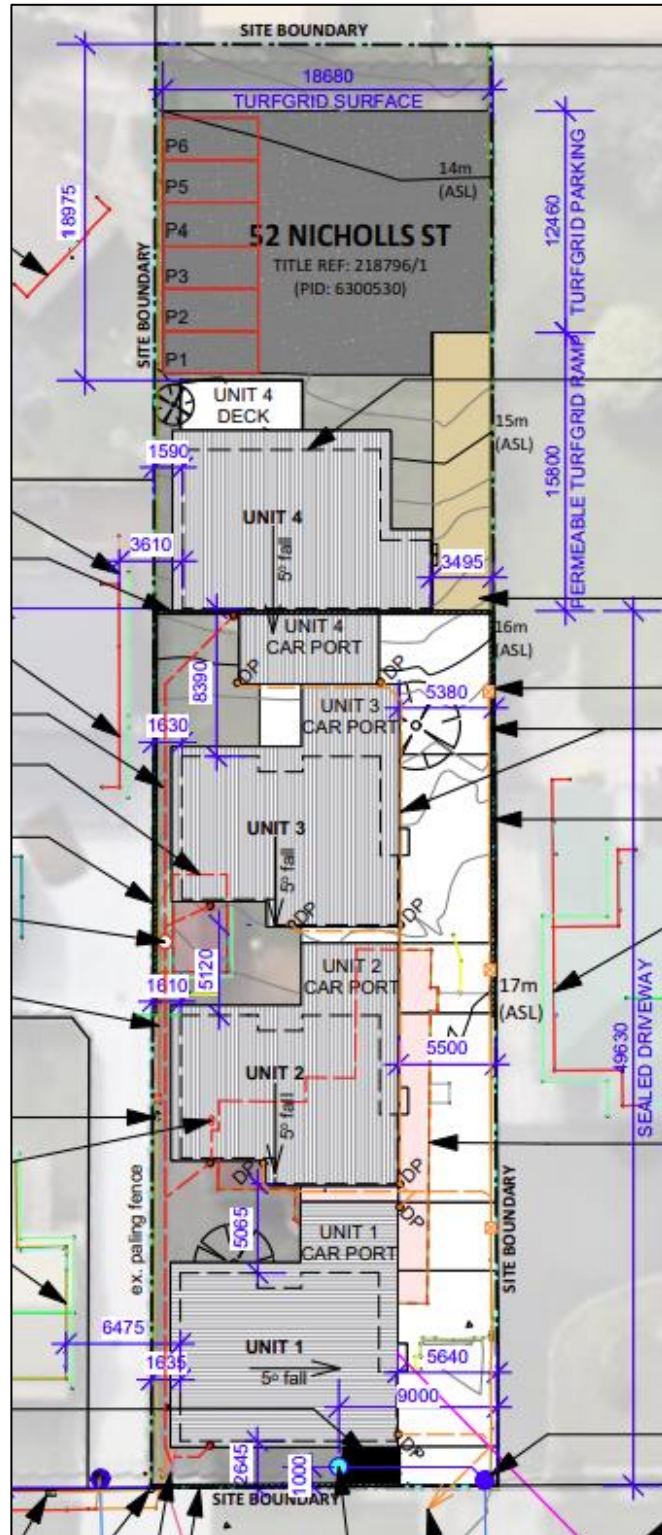 SITE BOUNDARY
18680
TURFGRID SURFACE
P6
14m
(ASL)
P5
18975
12460
TURFGRID PARKING
P4
52 NICHOLLS ST
TITLE REF: 218796/1
(PID: 6300530)
P3
SITE BOUNDARY
P2
P1
UNIT 4
DECK
15m
(ASL)
1590
15800
PERMEABLE TURFGRID RAMP
UNIT 4
3610
5º fall
3495
UNIT 4
CAR PORT
16m
(ASL)
DP
DP
8390
5380
UNIT 3
CAR PORT
1630
UNIT 3
5º fall
DP
DP
5120
UNIT 2
CAR PORT
1610
17m
(ASL)
5500
49630
SEALED DRIVEWAY
UNIT 2
5º fall
DP
DP
DP
ex. paling fence
5065
UNIT 1
CAR PORT
SITE BOUNDARY
6475
UNIT 1
1635
5º fall
5640
9000
DP
2645
1000
SITE BOUNDARY